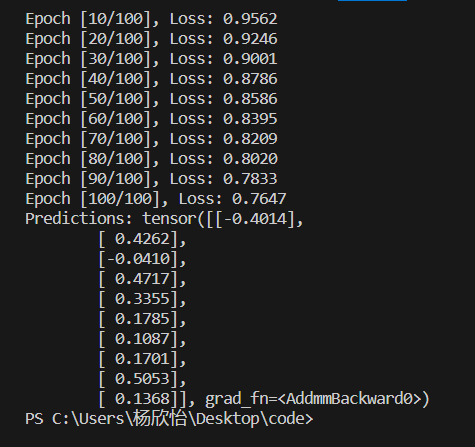 Epoch [10/100], Loss: 0.9562
Epoch [20/100], Loss: 0.9246
Epoch [30/100], Loss: 0.9001
Epoch [40/100], Loss: 0.8786
Epoch [50/100], Loss: 0.8586
Epoch [60/100], Loss: 0.8395
Epoch [70/100], Loss: 0.8209
Epoch [80/100], Loss: 0.8020
Epoch [90/100], Loss: 0.7833
Epoch [100/100], Loss: 0.7647
Predictions: tensor([[-0.4014],
        [ 0.4262],
        [-0.0410],
        [ 0.4717],
        [ 0.3355],
        [ 0.1785],
        [ 0.1087],
        [ 0.1701],
        [ 0.5053],
        [ 0.1368]], grad_fn=<AddmmBackward0>)
PS C:\Users\杨欣怡\Desktop\code>